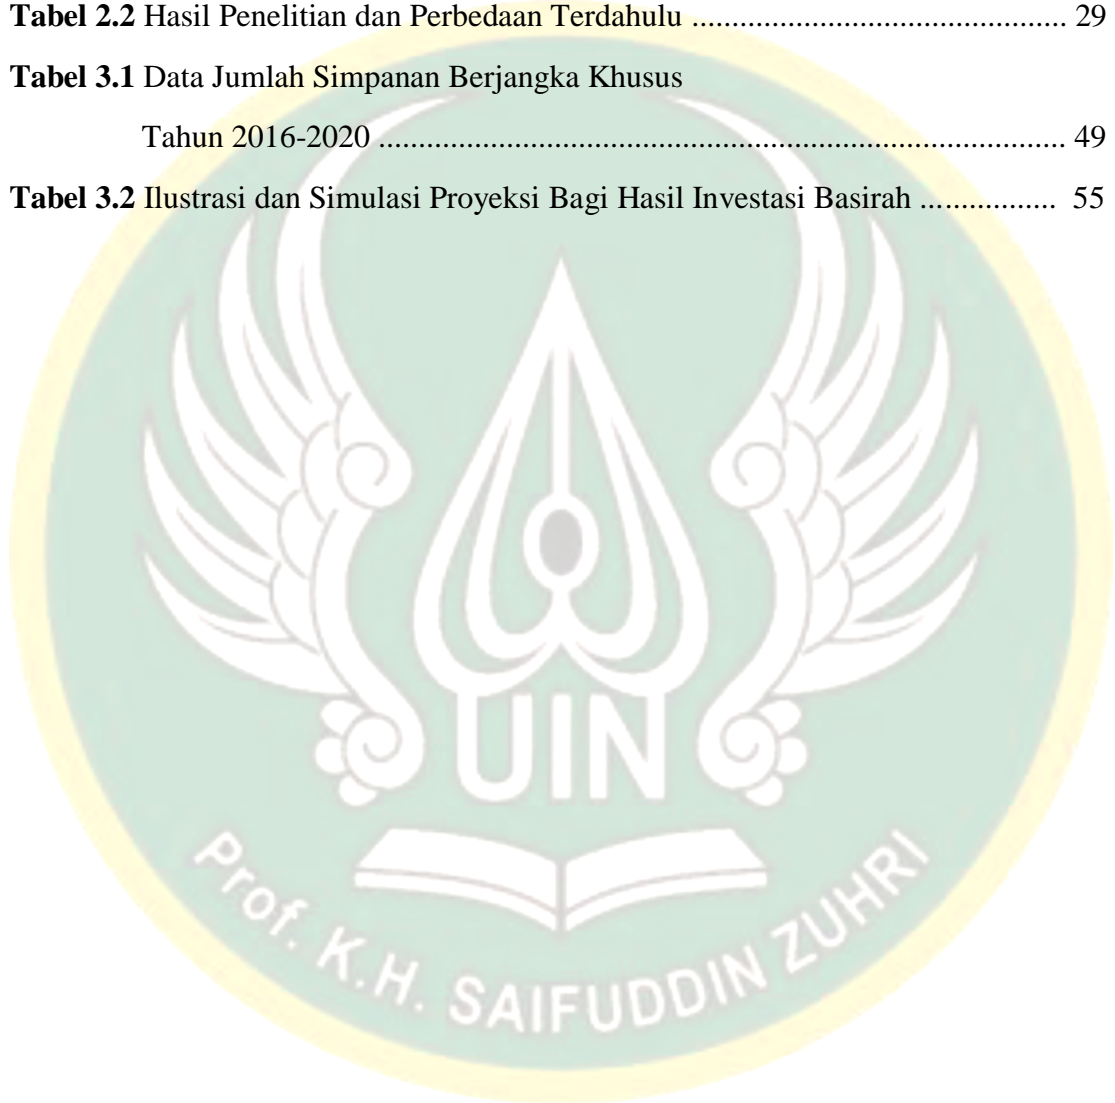 Tabel 2.2 Hasil Penelitian dan Perbedaan Terdahulu ............................................... 29
Tabel 3.1 Data Jumlah Simpanan Berjangka Khusus
Tahun 2016-2020 ...................................................................................... 49
Tabel 3.2 Ilustrasi dan Simulasi Proyeksi Bagi Hasil Investasi Basirah ................. 55
UIN
Prof. K.H. SAIFUDDIN ZUHRI